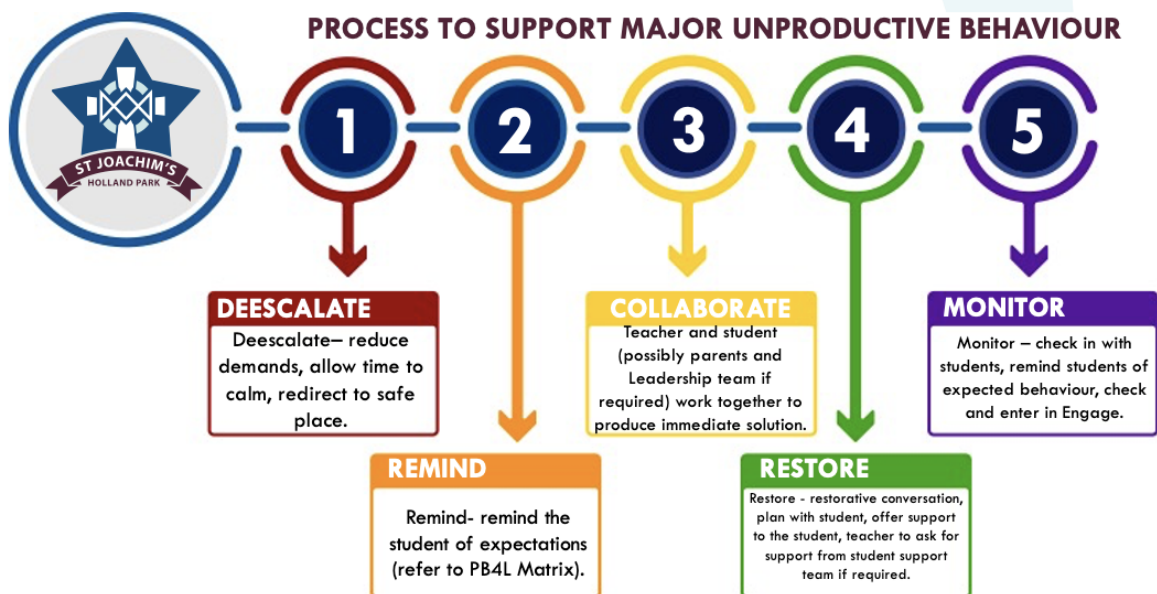 PROCESS TO SUPPORT MAJOR UNPRODUCTIVE BEHAVIOUR
ST JOACHIM'S
HOLLAND PARK
1
2
3
4
5
DEESCALATE
Deescalate– reduce
demands, allow time to
calm, redirect to safe
place.
REMIND
Remind- remind the
student of expectations
(refer to PB4L Matrix).
COLLABORATE
Teacher and student
(possibly parents and
Leadership team if
required) work together to
produce immediate solution.
RESTORE
Restore - restorative conversation,
plan with student, offer support
to the student, teacher to ask for
support from student support
team if required.
MONITOR
Monitor – check in with
students, remind students of
expected behaviour, check
and enter in Engage.